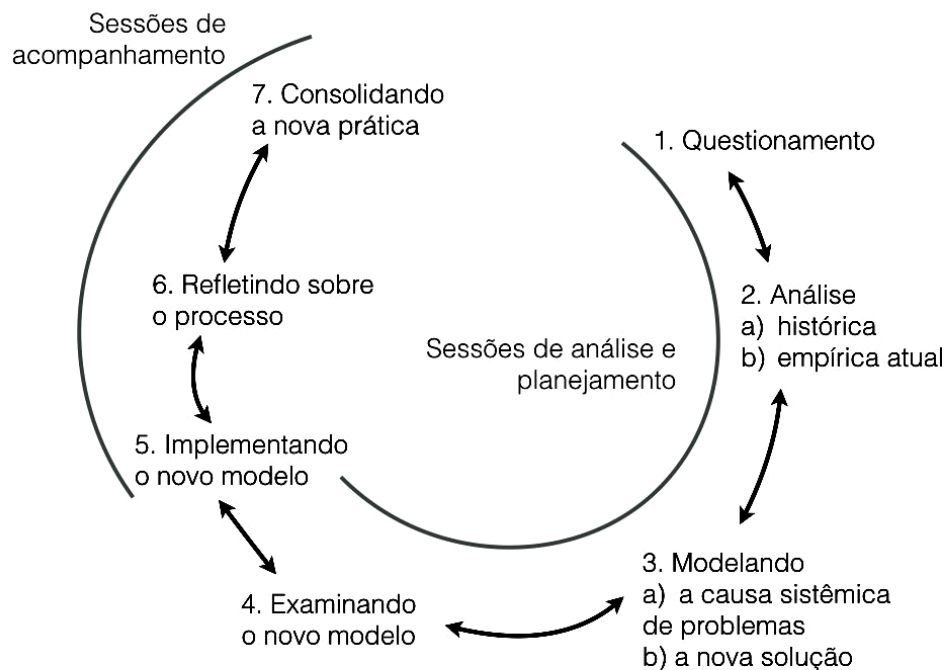 Sessões de
acompanhamento
7. Consolidando
a nova prática
1. Questionamento
6. Refletindo sobre
o processo
2. Análise
a) histórica
b) empírica atual
Sessões de análise e
planejamento
5. Implementando
o novo modelo
3. Modelando
a) a causa sistêmica
de problemas
b) a nova solução
4. Examinando
o novo modelo